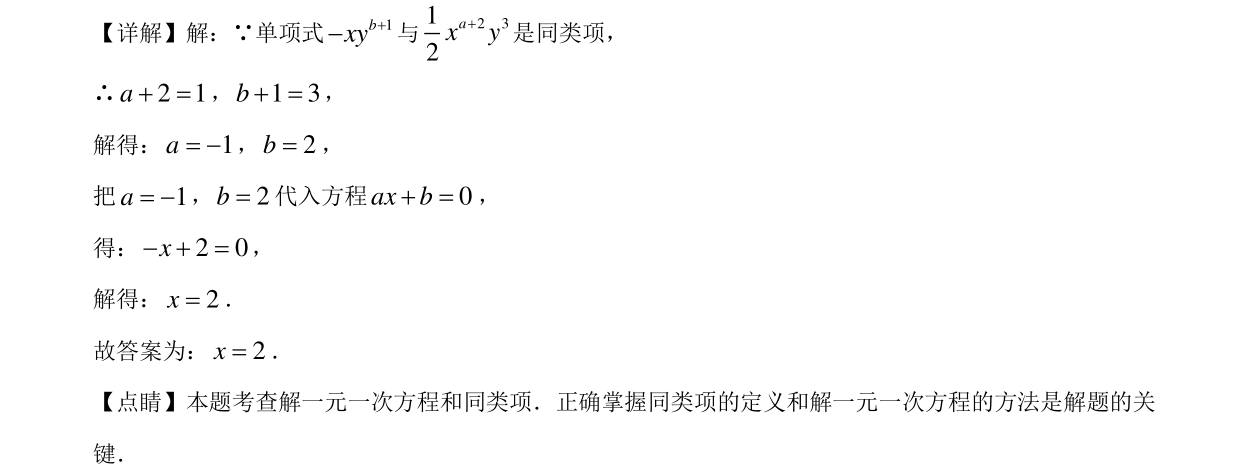 【详解】解：∵单项式$-xy^{b+1}$与$\frac{1}{2}x^{a+2}y^{3}$是同类项，
∴$a+2=1$，$b+1=3$，
解得：$a=-1$，$b=2$，
把$a=-1$，$b=2$代入方程$ax+b=0$，
得：$-x+2=0$，
解得：$x=2$．
故答案为：$x=2$．
【点睛】本题考查解一元一次方程和同类项．正确掌握同类项的定义和解一元一次方程的方法是解题的关
键．